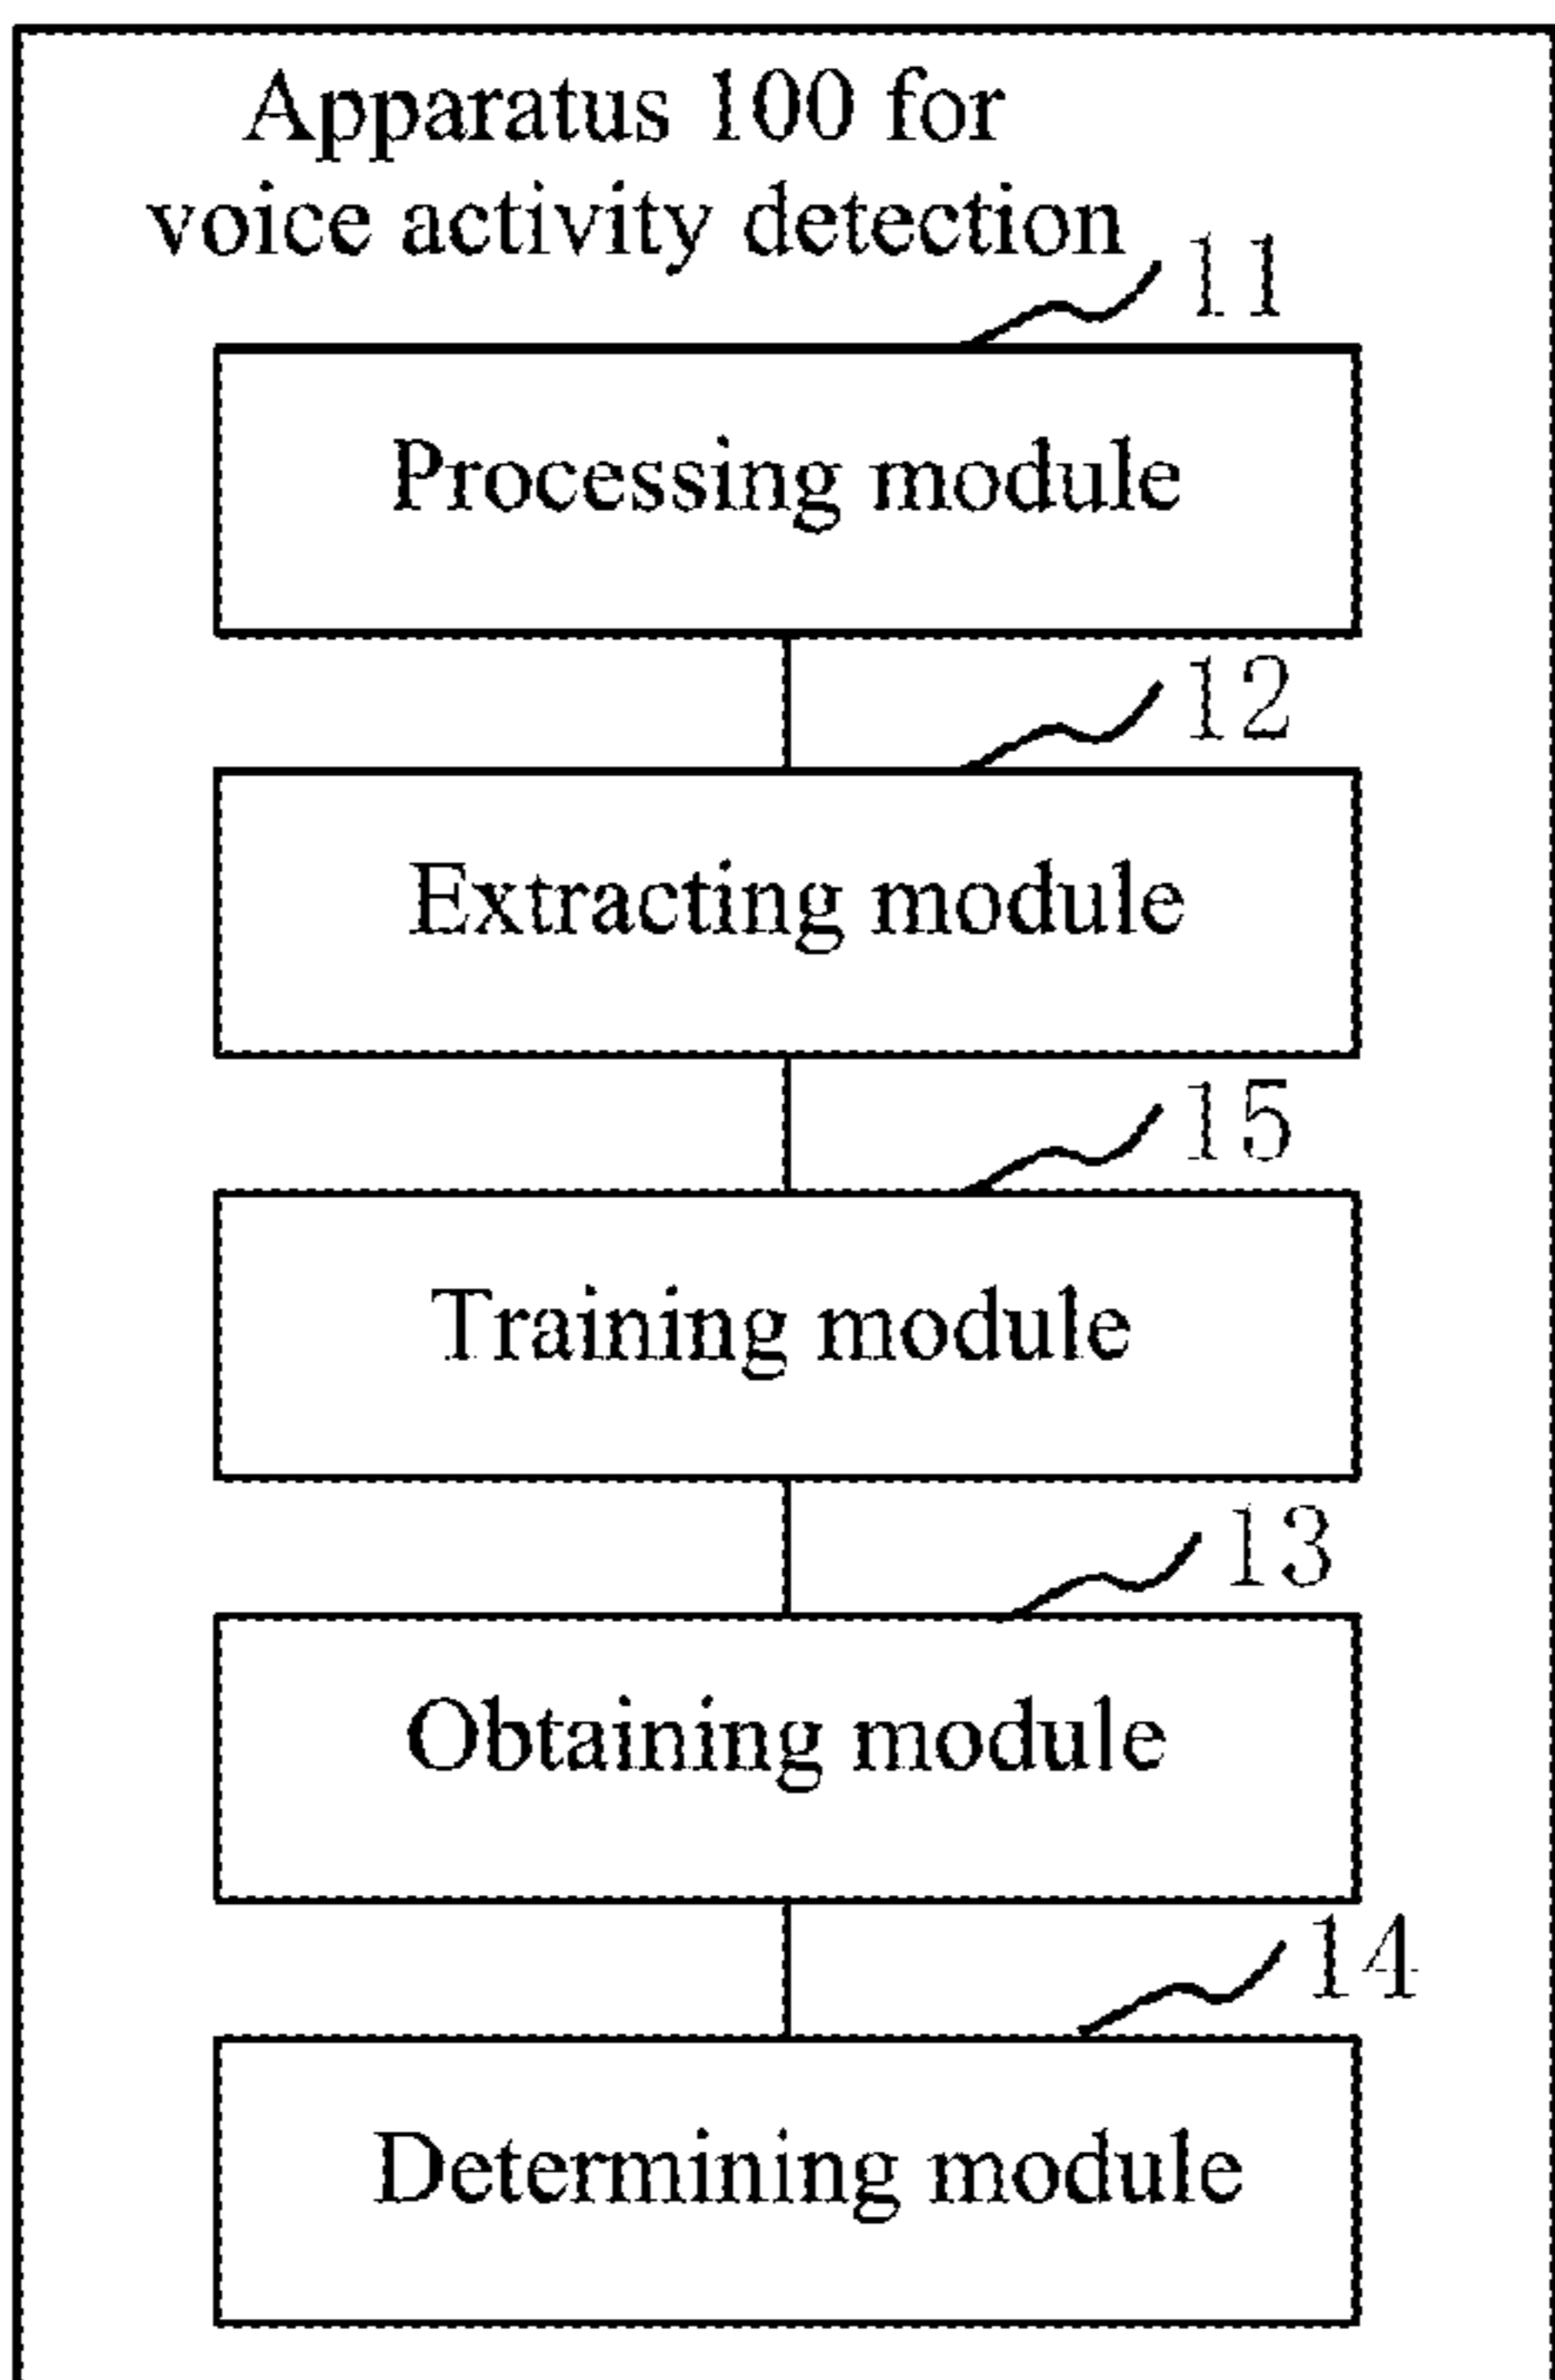 Apparatus 100 for
voice activity detection
11
Processing module
12
Extracting module
15
Training module
13
Obtaining module
14
Determining module